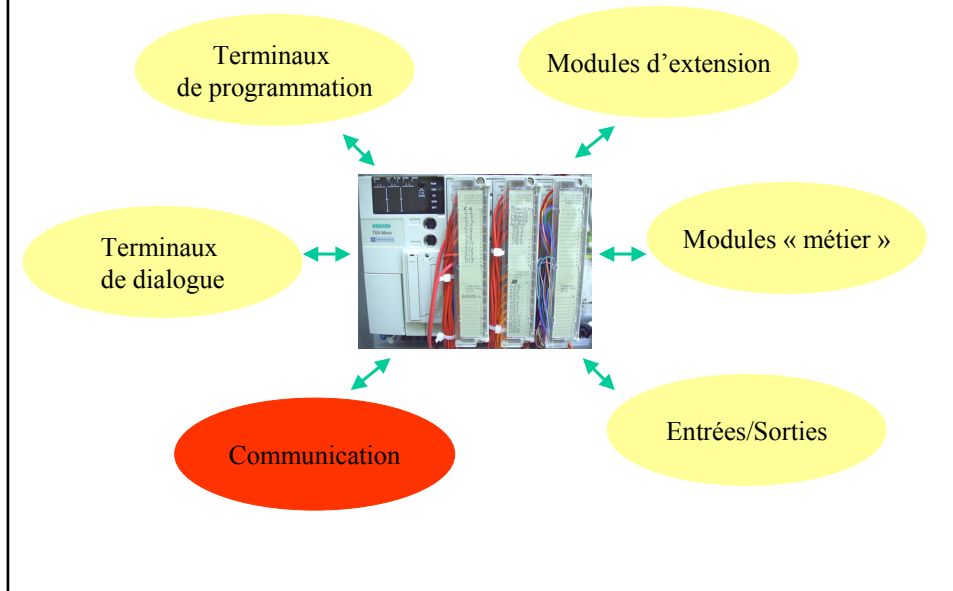 Terminaux
de programmation
Modules d’extension
Terminaux
de dialogue
Modules « métier »
Communication
Entrées/Sorties